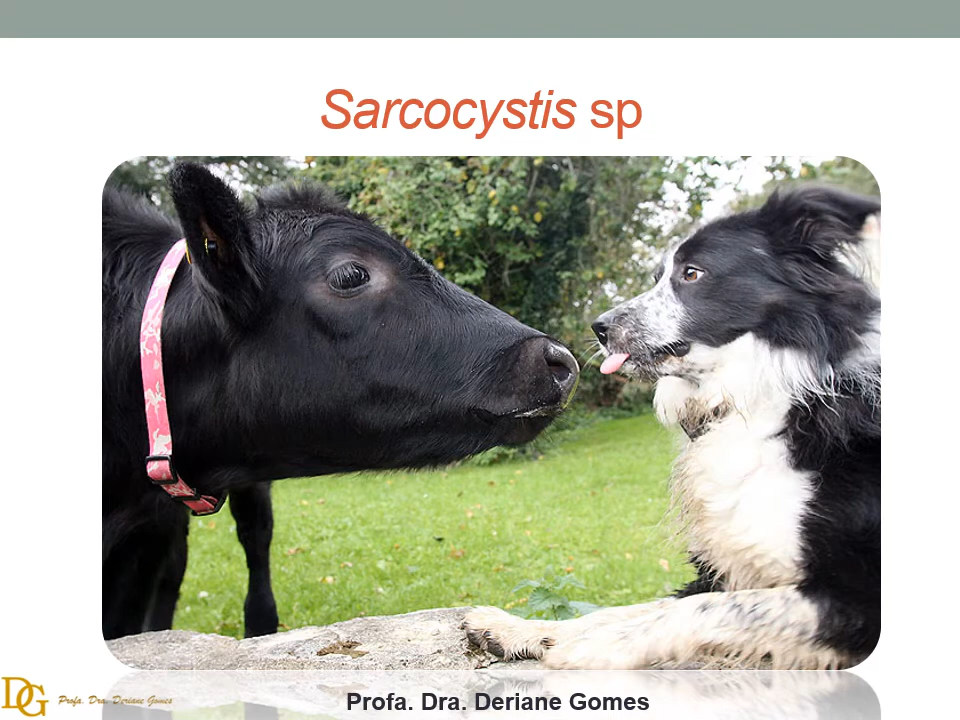 Sarcocystis sp
DG
Profa. Dra. Deriane Gomes
Profa. Dra. Deriane Gomes